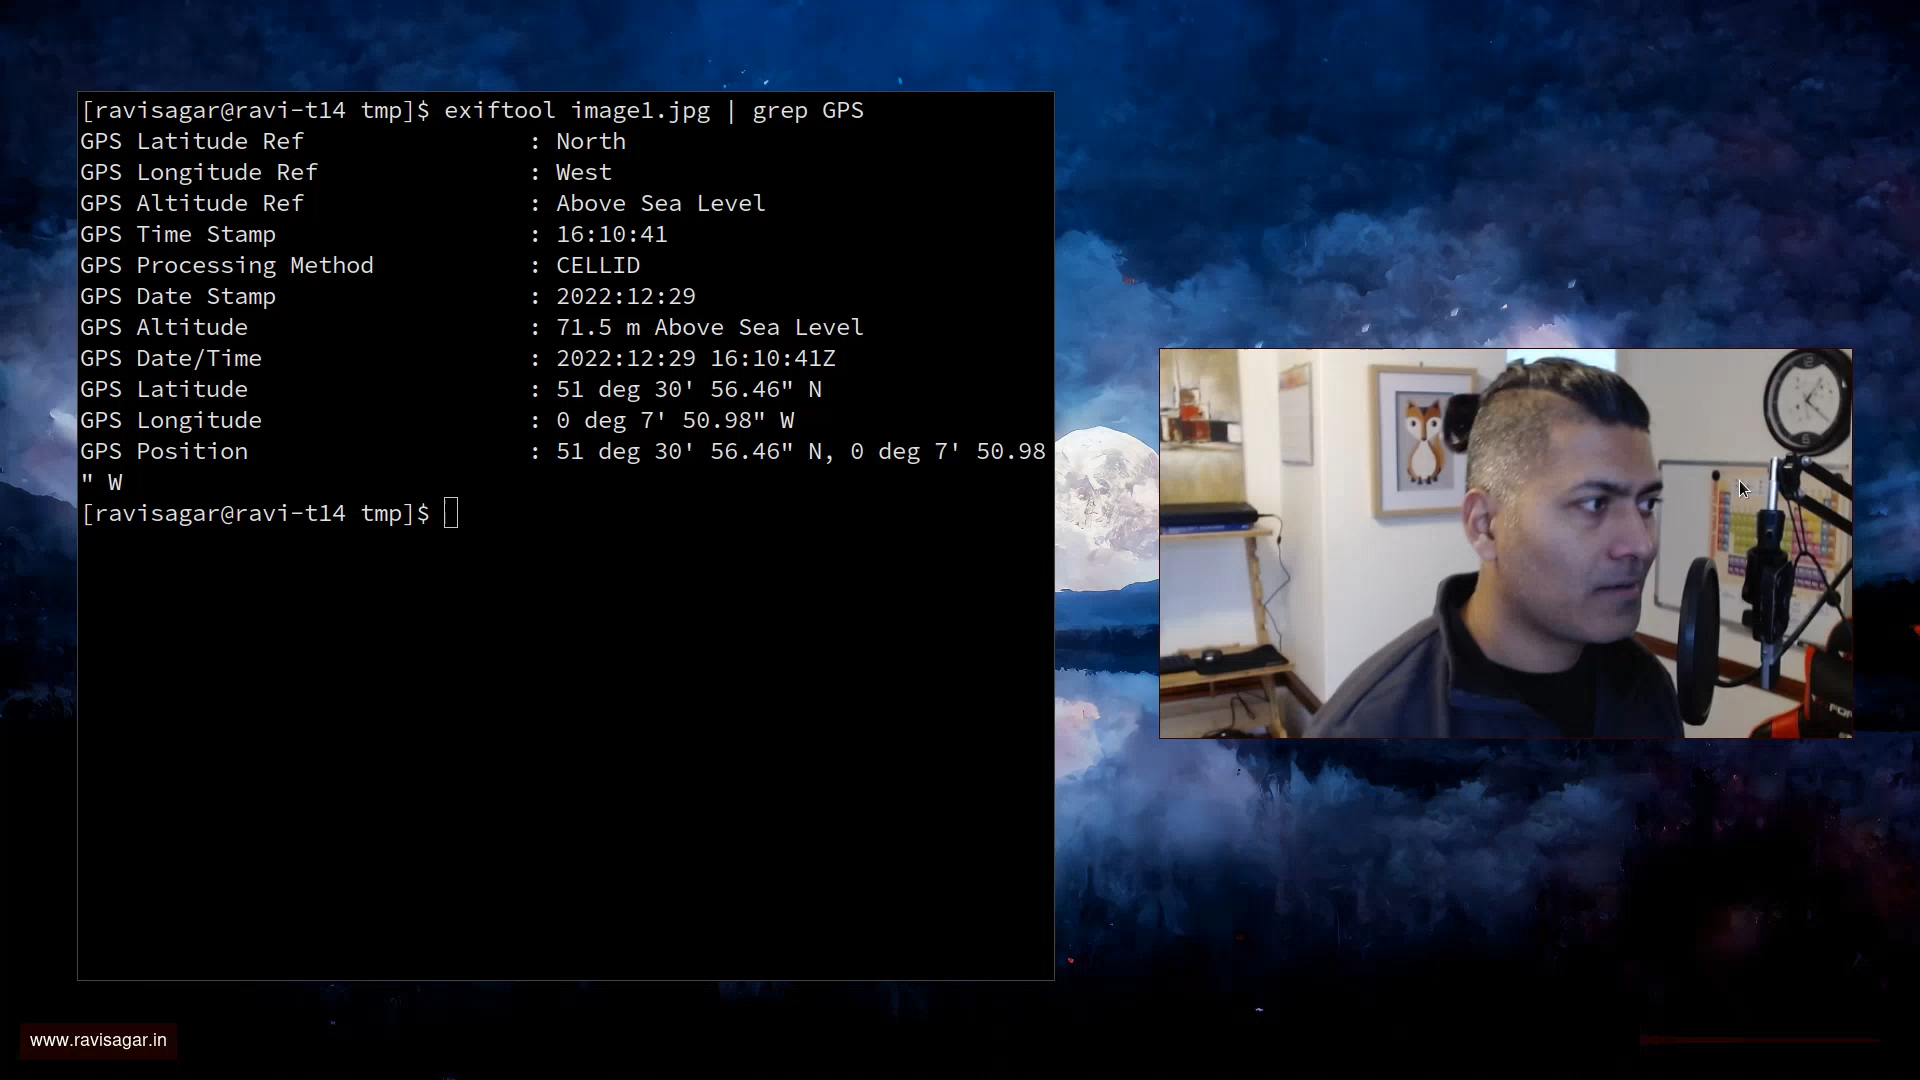 [ravisagar@ravi-t14 tmp]$ exiftool image1.jpg | grep GPS
GPS Latitude Ref : North
GPS Longitude Ref : West
GPS Altitude Ref : Above Sea Level
GPS Time Stamp : 16:10:41
GPS Processing Method : CELLID
GPS Date Stamp : 2022:12:29
GPS Altitude : 71.5 m Above Sea Level
GPS Date/Time : 2022:12:29 16:10:41Z
GPS Latitude : 51 deg 30' 56.46" N
GPS Longitude : 0 deg 7' 50.98" W
GPS Position : 51 deg 30' 56.46" N, 0 deg 7' 50.98
" W
[ravisagar@ravi-t14 tmp]$
www.ravisagar.in